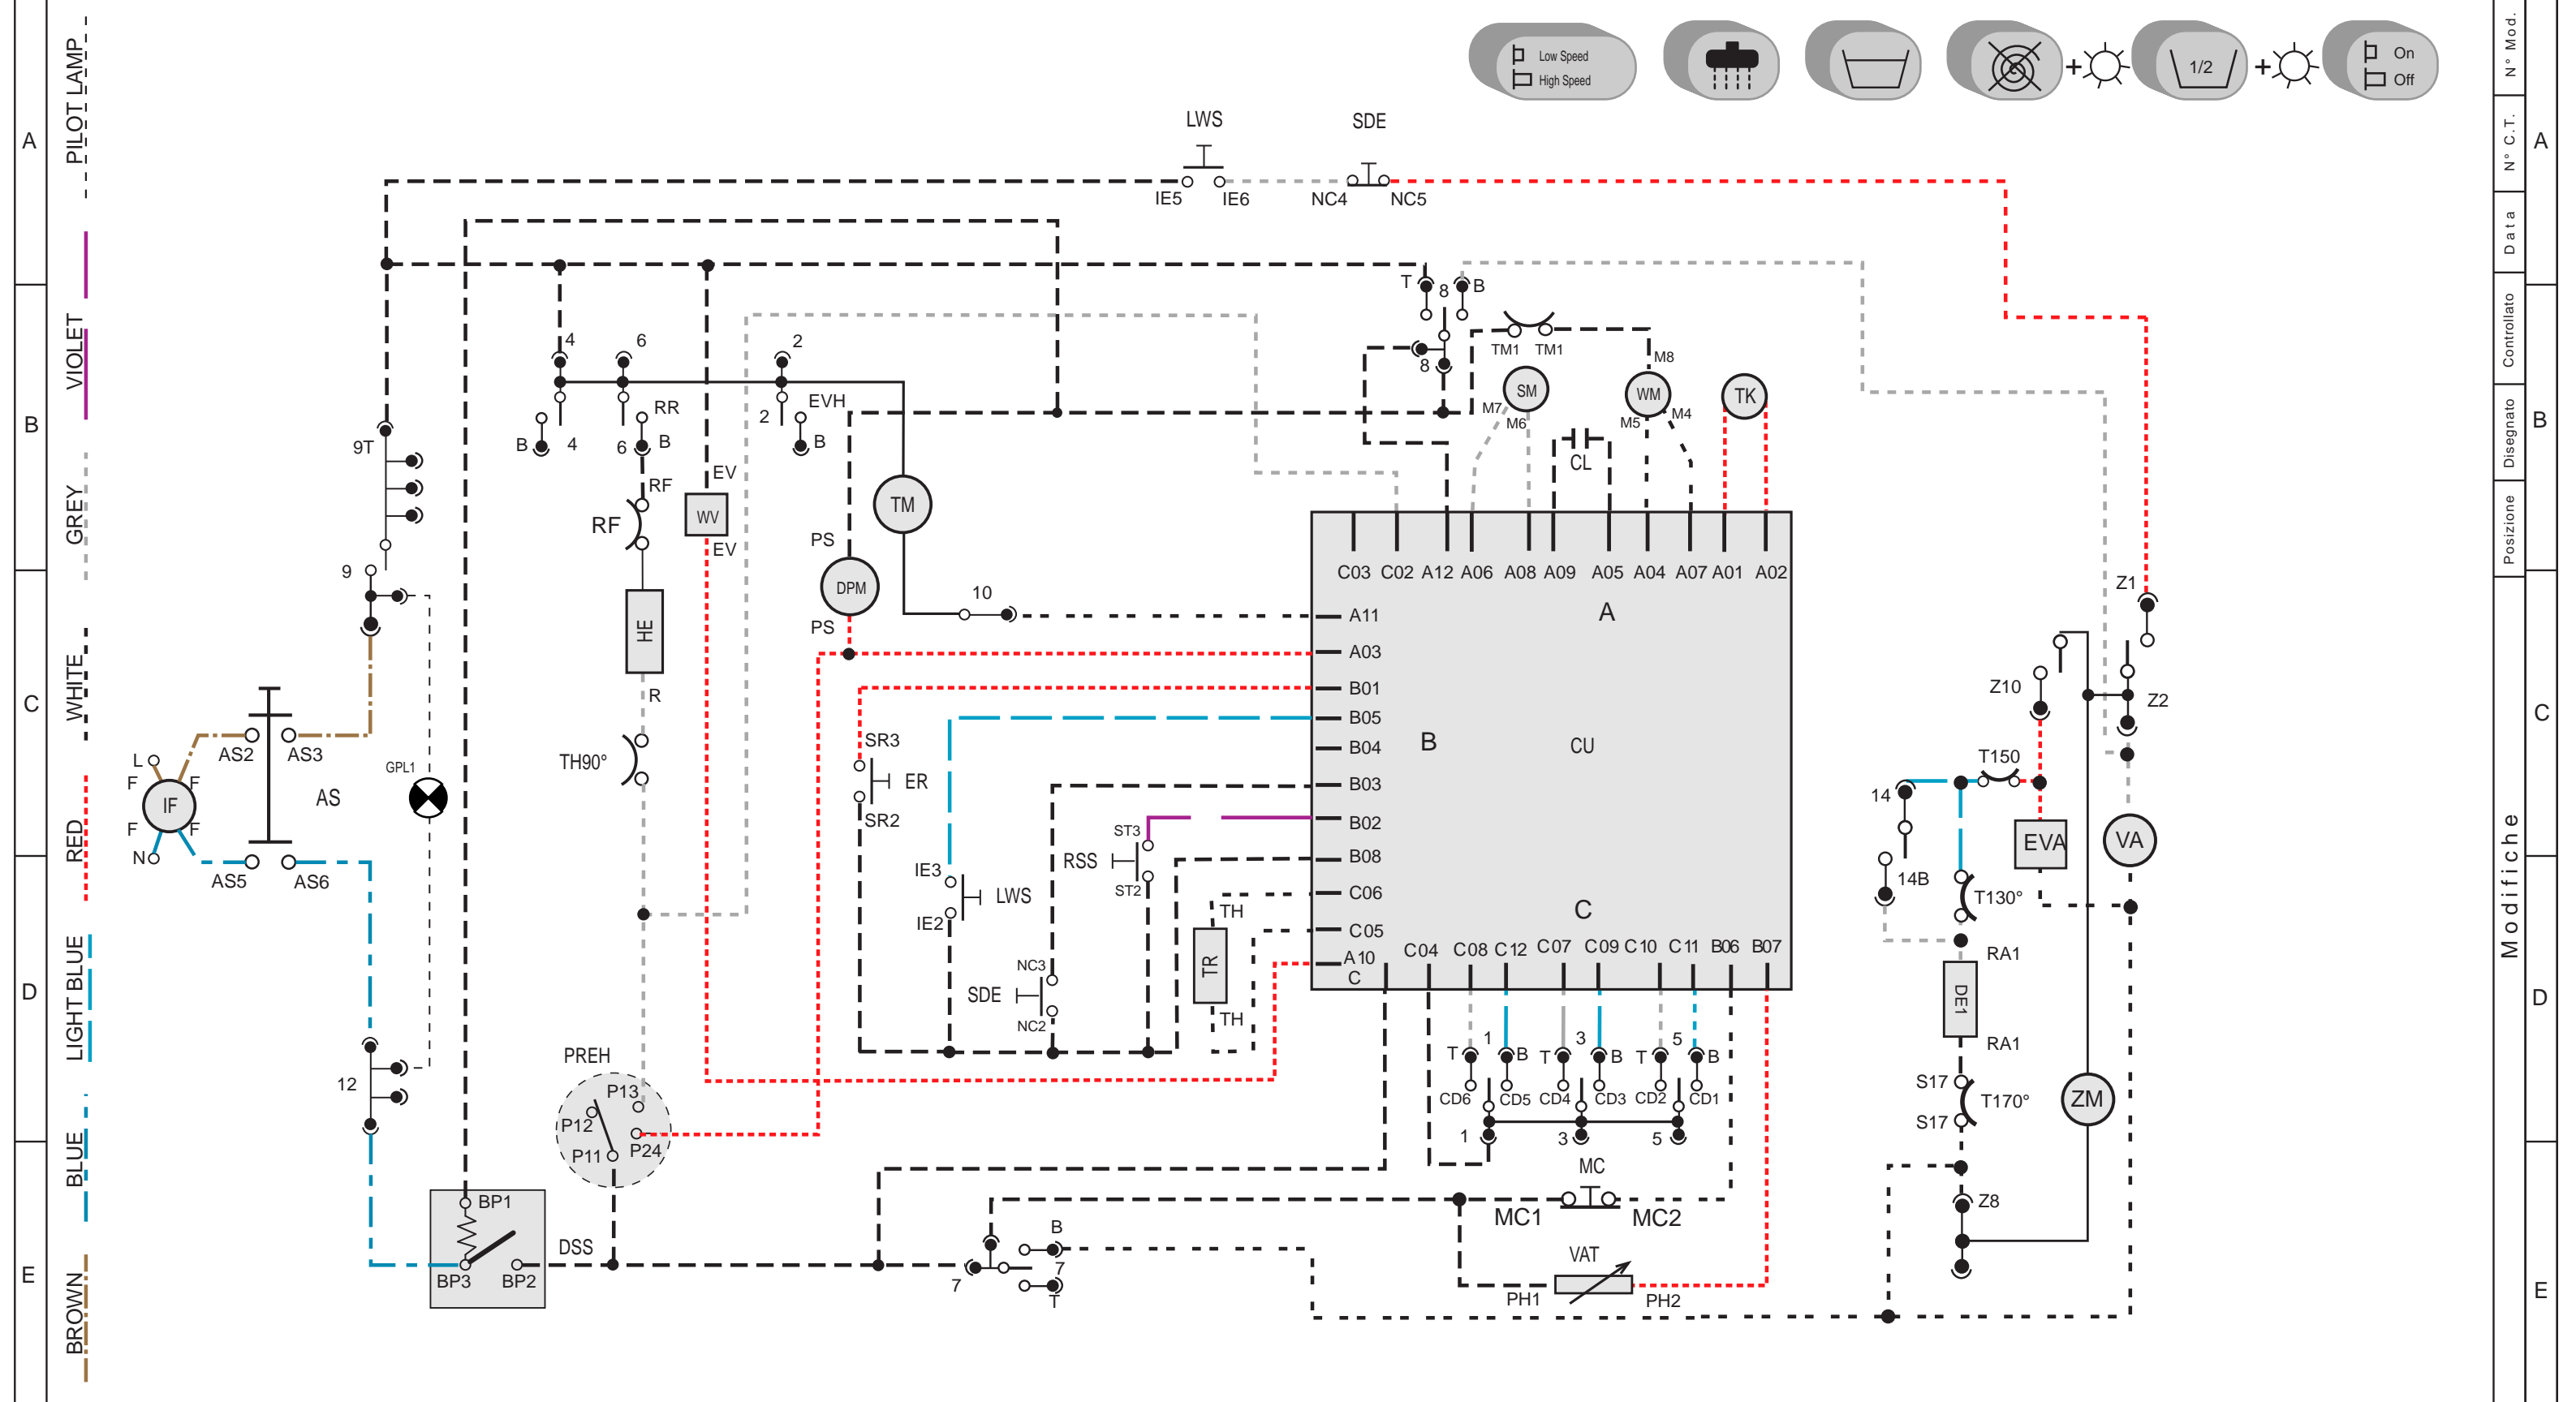 Low Speed
High Speed
1/2
On
Off
A
B
C
D
E
PILOT LAMP
VIOLET
GREY
WHITE
RED
LIGHT BLUE
BLUE
BROWN
LWS
IE5 IE6
SDE
NC4 NC5
T 8 B
8
TM1 TM1
M8
SM
M7
M6
WM
M5 M4
TK
CL
4 6 2
RR
EVH
2
B 4 6 B B
9T
RF
RF
EV
WV
EV
TM
PS
DPM
PS
9
HE
R
TH90°
10
C03 C02 A12 A06 A08 A09 A05 A04 A07 A01 A02
A
A11
A03
B01
B05
B04
B03
B02
B08
C06
C05
A10
C
B
CU
C
C04 C08 C12 C07 C09 C10 C11 B06 B07
L
F F
IF
F F
N
AS2 AS3
AS
AS5 AS6
GPL1
12
SR3
ER
SR2
IE3
LWS
IE2
ST3
RSS
ST2
NC3
SDE
NC2
TH
TR
TH
PREH
P13
P12
P24
P11
BP1
BP3 BP2
DSS
1 3 5
T B T B T B
CD6 CD5 CD4 CD3 CD2 CD1
1 3 5
MC
MC1 MC2
VAT
PH1 PH2
B
7
7
T
Z1
Z10
Z2
T150
14
EVA
VA
14B
T130°
RA1
DE1
RA1
S17
T170°
S17
ZM
Z8
N° Mod.
N° C.T.
Data
Controllato
Disegnato
Posizione
Modifiche
A
B
C
D
E